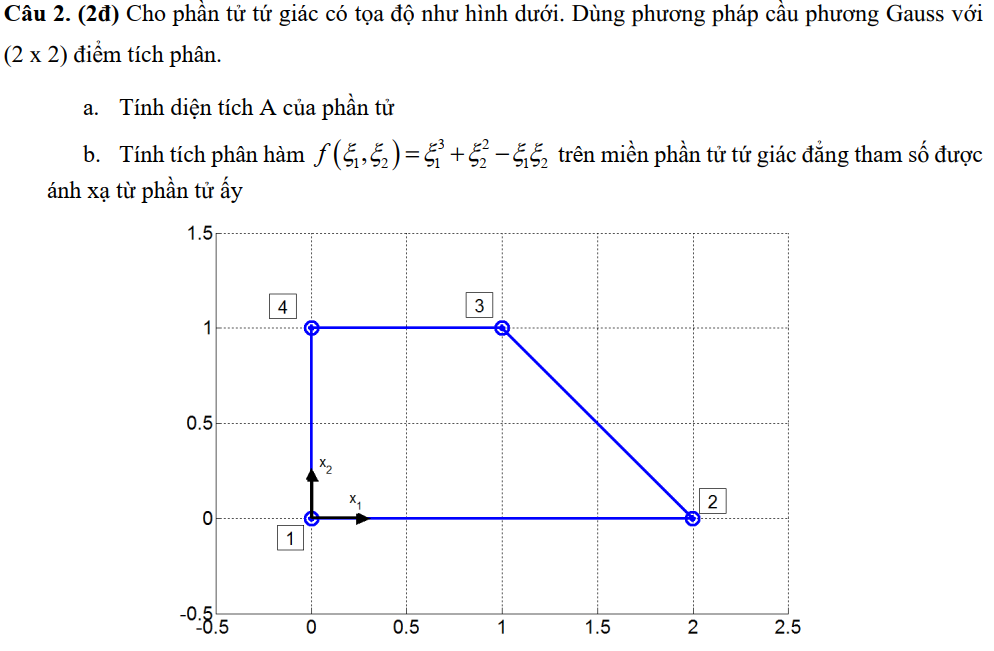 Câu 2. (2đ) Cho phần tử tứ giác có tọa độ như hình dưới. Dùng phương pháp cầu phương Gauss với
(2 x 2) điểm tích phân.
a. Tính diện tích A của phần tử
b. Tính tích phân hàm f(ξ₁,ξ₂)=ξ₁³+ξ₂²−ξ₁ξ₂ trên miền phần tử tứ giác đẳng tham số được
ánh xạ từ phần tử ấy
1.5
4
3
1
0.5
x₂
x₁
2
0
1
-0.5
-0.5 0 0.5 1 1.5 2 2.5